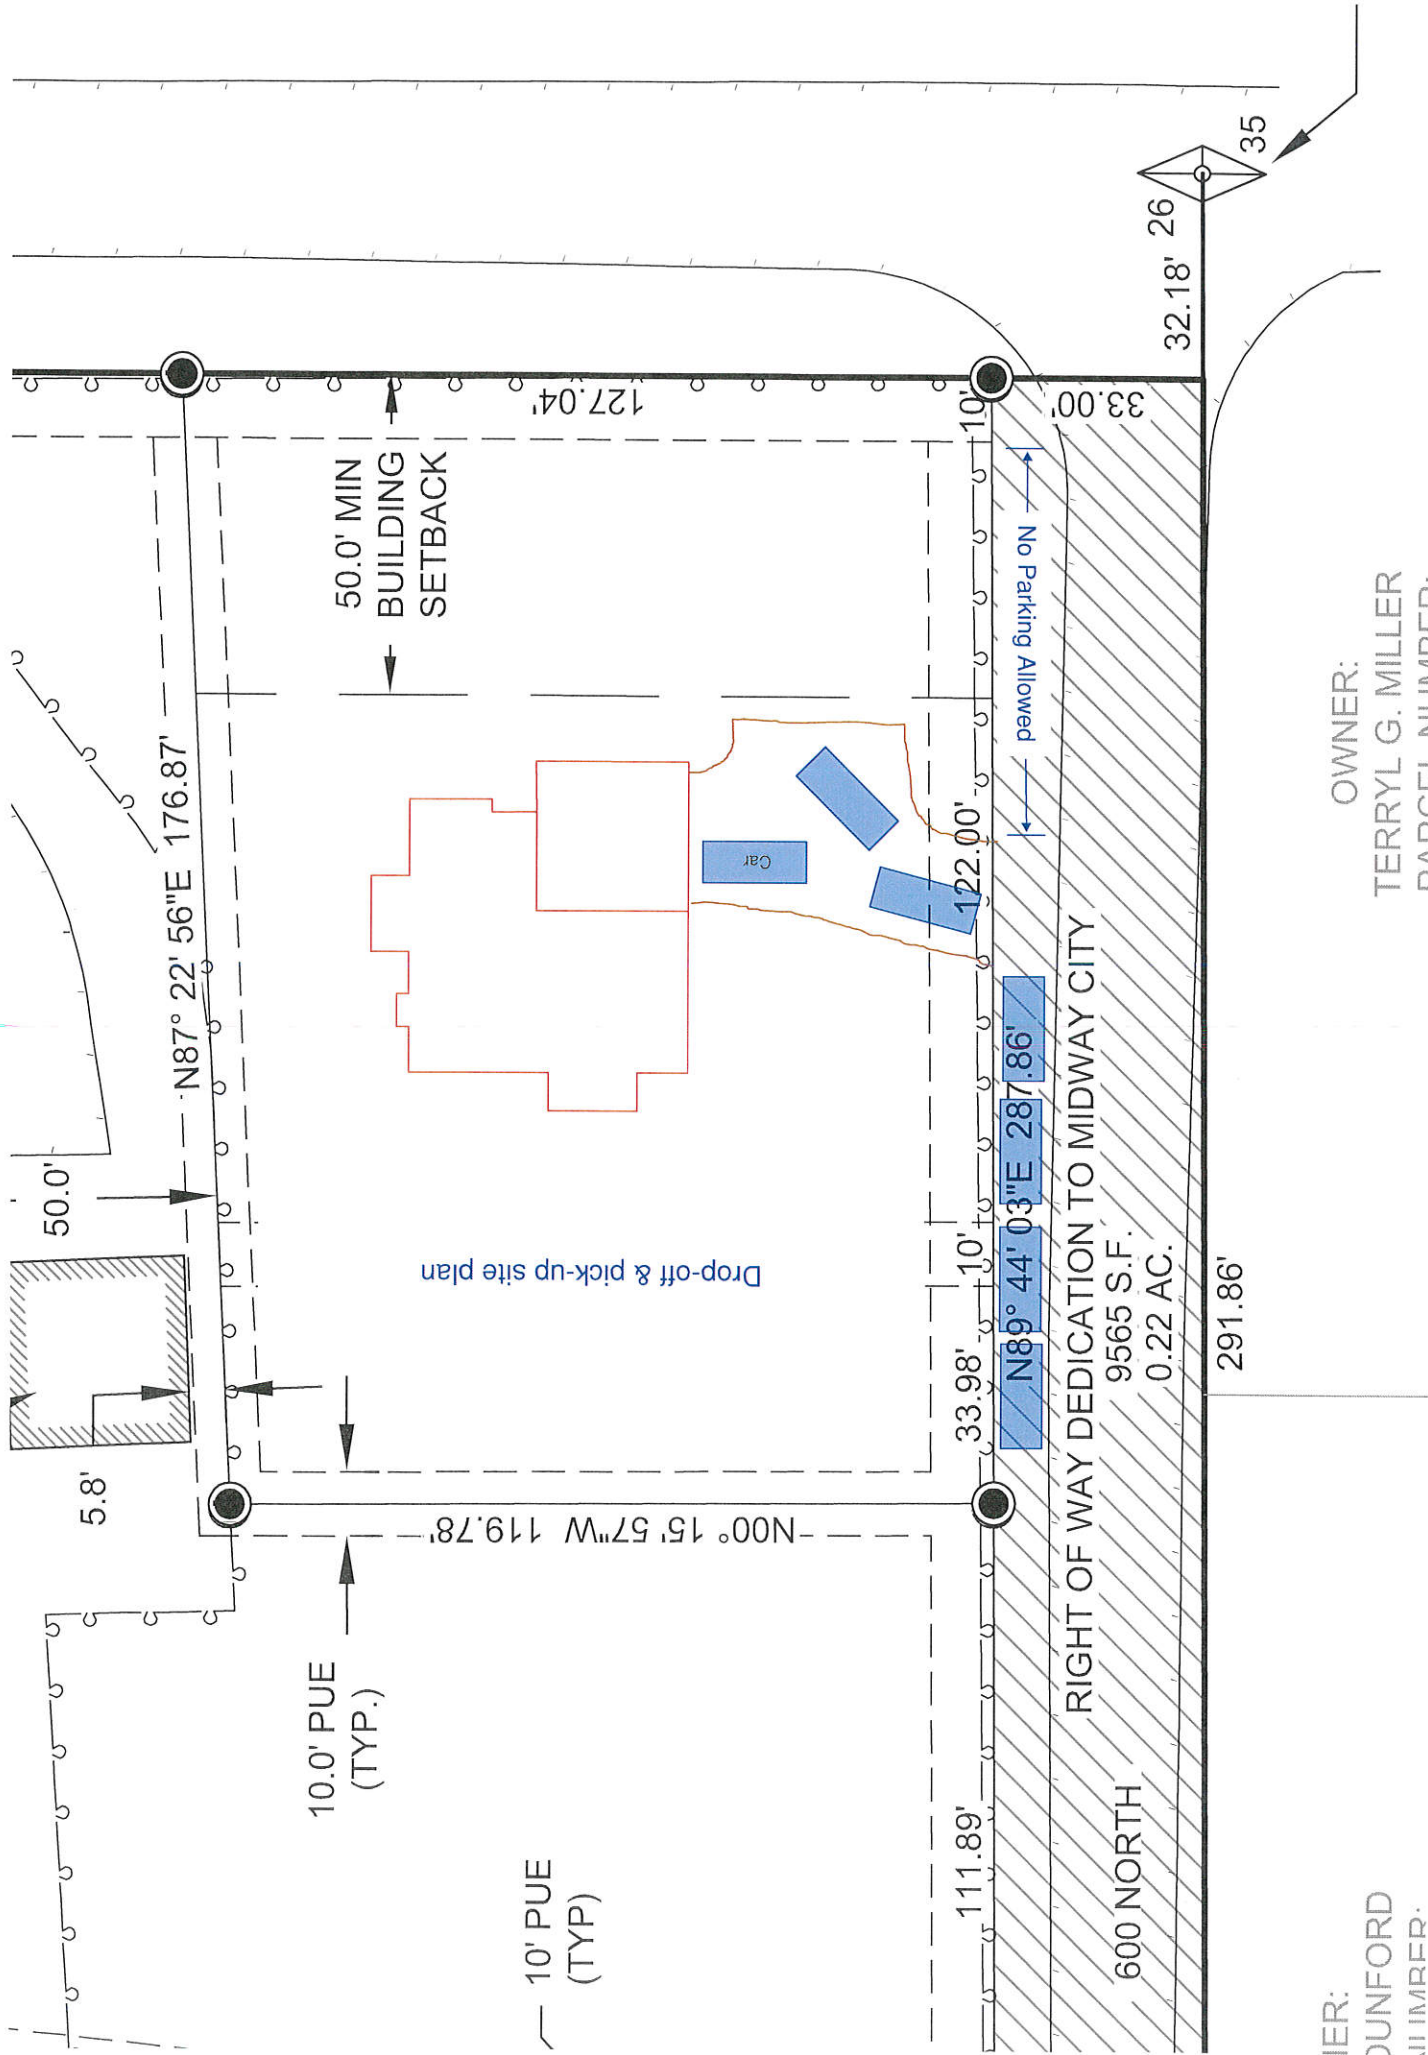 35
26
32.18'
33.00'
10'
127.04'
50.0' MIN
BUILDING
SETBACK
No Parking Allowed
N87° 22' 56"E 176.87'
122.00'
Car
50.0'
Drop-off & pick-up site plan
10'
N89° 44' 03"E 287.86'
33.98'
RIGHT OF WAY DEDICATION TO MIDWAY CITY
9565 S.F.
0.22 AC.
291.86'
5.8'
N00° 15' 57"W 119.78'
10.0' PUE
(TYP.)
10' PUE
(TYP)
111.89'
600 NORTH
OWNER:
TERRYL G. MILLER
PARCEL NUMBER: